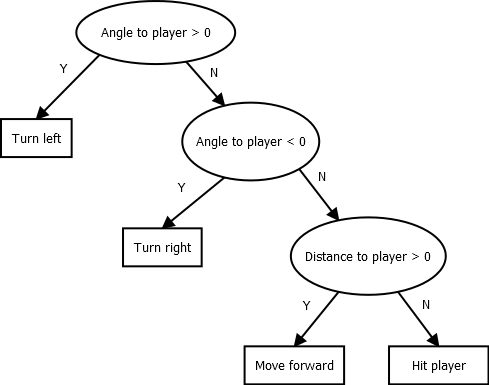 Angle to player > 0
Y
N
Turn left
Angle to player < 0
Y
N
Turn right
Distance to player > 0
Y
N
Move forward
Hit player